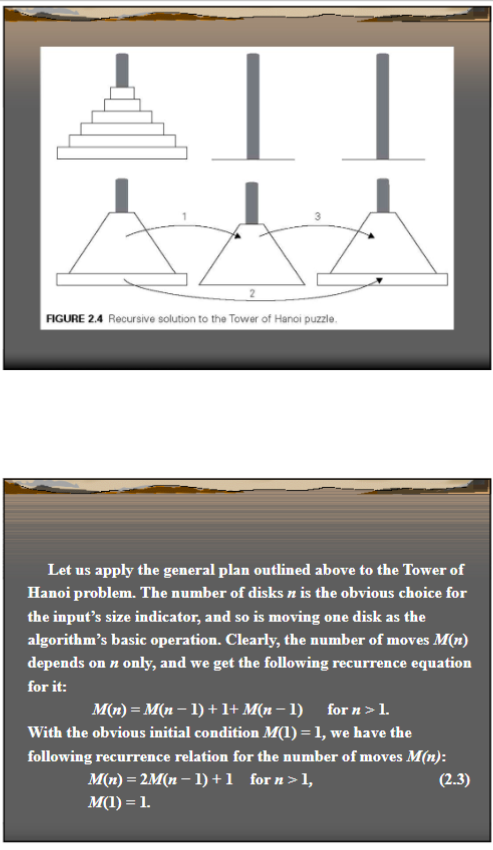 1
3
2
FIGURE 2.4 Recursive solution to the Tower of Hanoi puzzle.
Let us apply the general plan outlined above to the Tower of
Hanoi problem. The number of disks n is the obvious choice for
the input's size indicator, and so is moving one disk as the
algorithm's basic operation. Clearly, the number of moves M(n)
depends on n only, and we get the following recurrence equation
for it:
M(n) = M(n − 1) + 1+ M(n − 1) for n > 1.
With the obvious initial condition M(1) = 1, we have the
following recurrence relation for the number of moves M(n):
M(n) = 2M(n − 1) + 1 for n > 1, (2.3)
M(1) = 1.